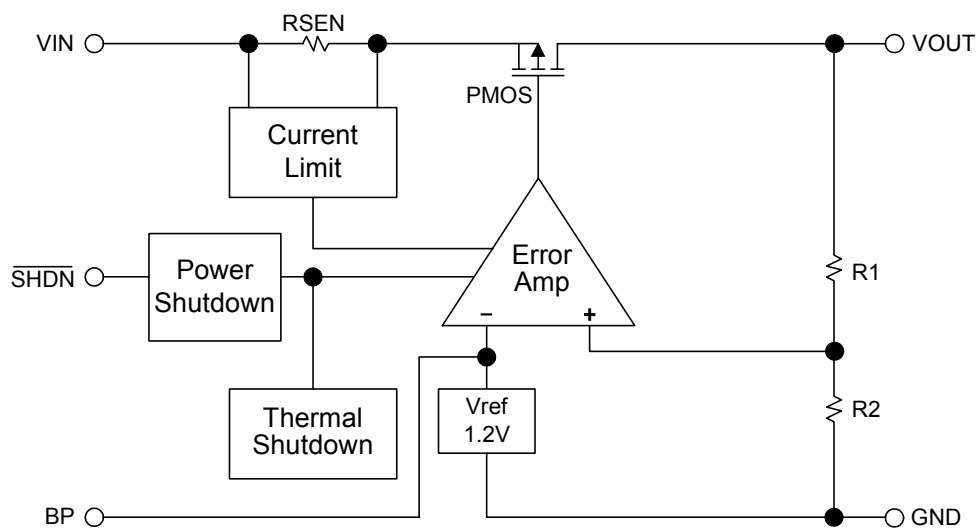 RSEN
VIN
VOUT
PMOS
Current
Limit
Error
Amp
SHDN
Power
Shutdown
R1
− +
Thermal
Shutdown
Vref
1.2V
R2
BP
GND